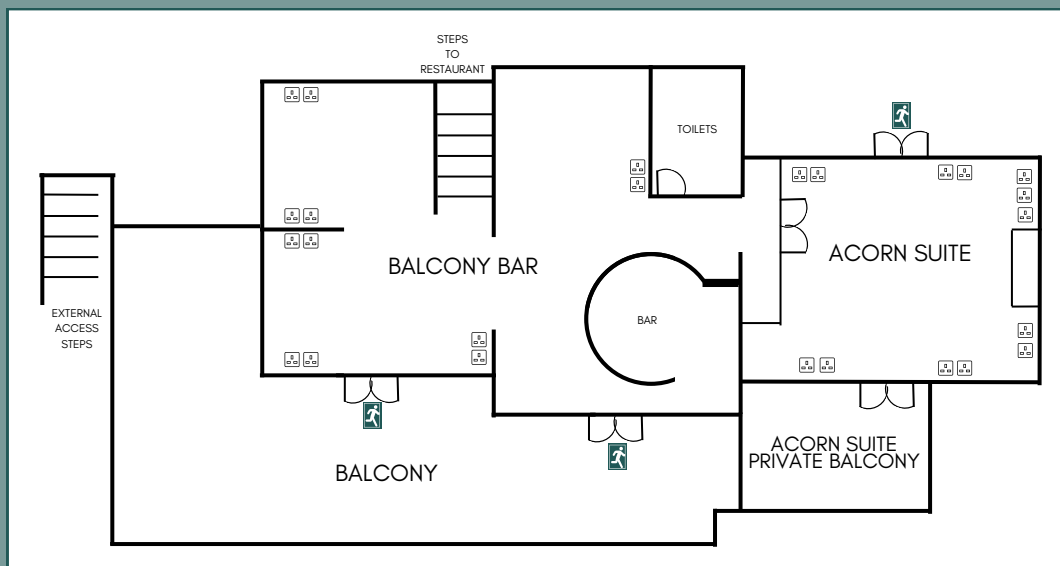 STEPS
TO
RESTAURANT
TOILETS
ACORN SUITE
BALCONY BAR
EXTERNAL
ACCESS
STEPS
BAR
ACORN SUITE
PRIVATE BALCONY
BALCONY